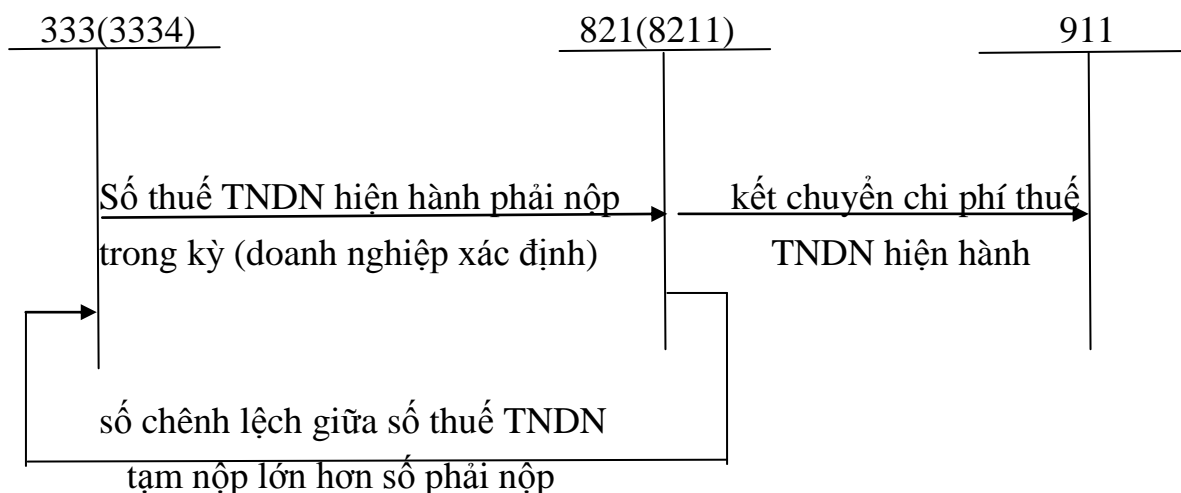 333(3334) 821(8211) 911
Số thuế TNDN hiện hành phải nộp kết chuyển chi phí thuế
trong kỳ (doanh nghiệp xác định) TNDN hiện hành
số chênh lệch giữa số thuế TNDN
tạm nộp lớn hơn số phải nộp